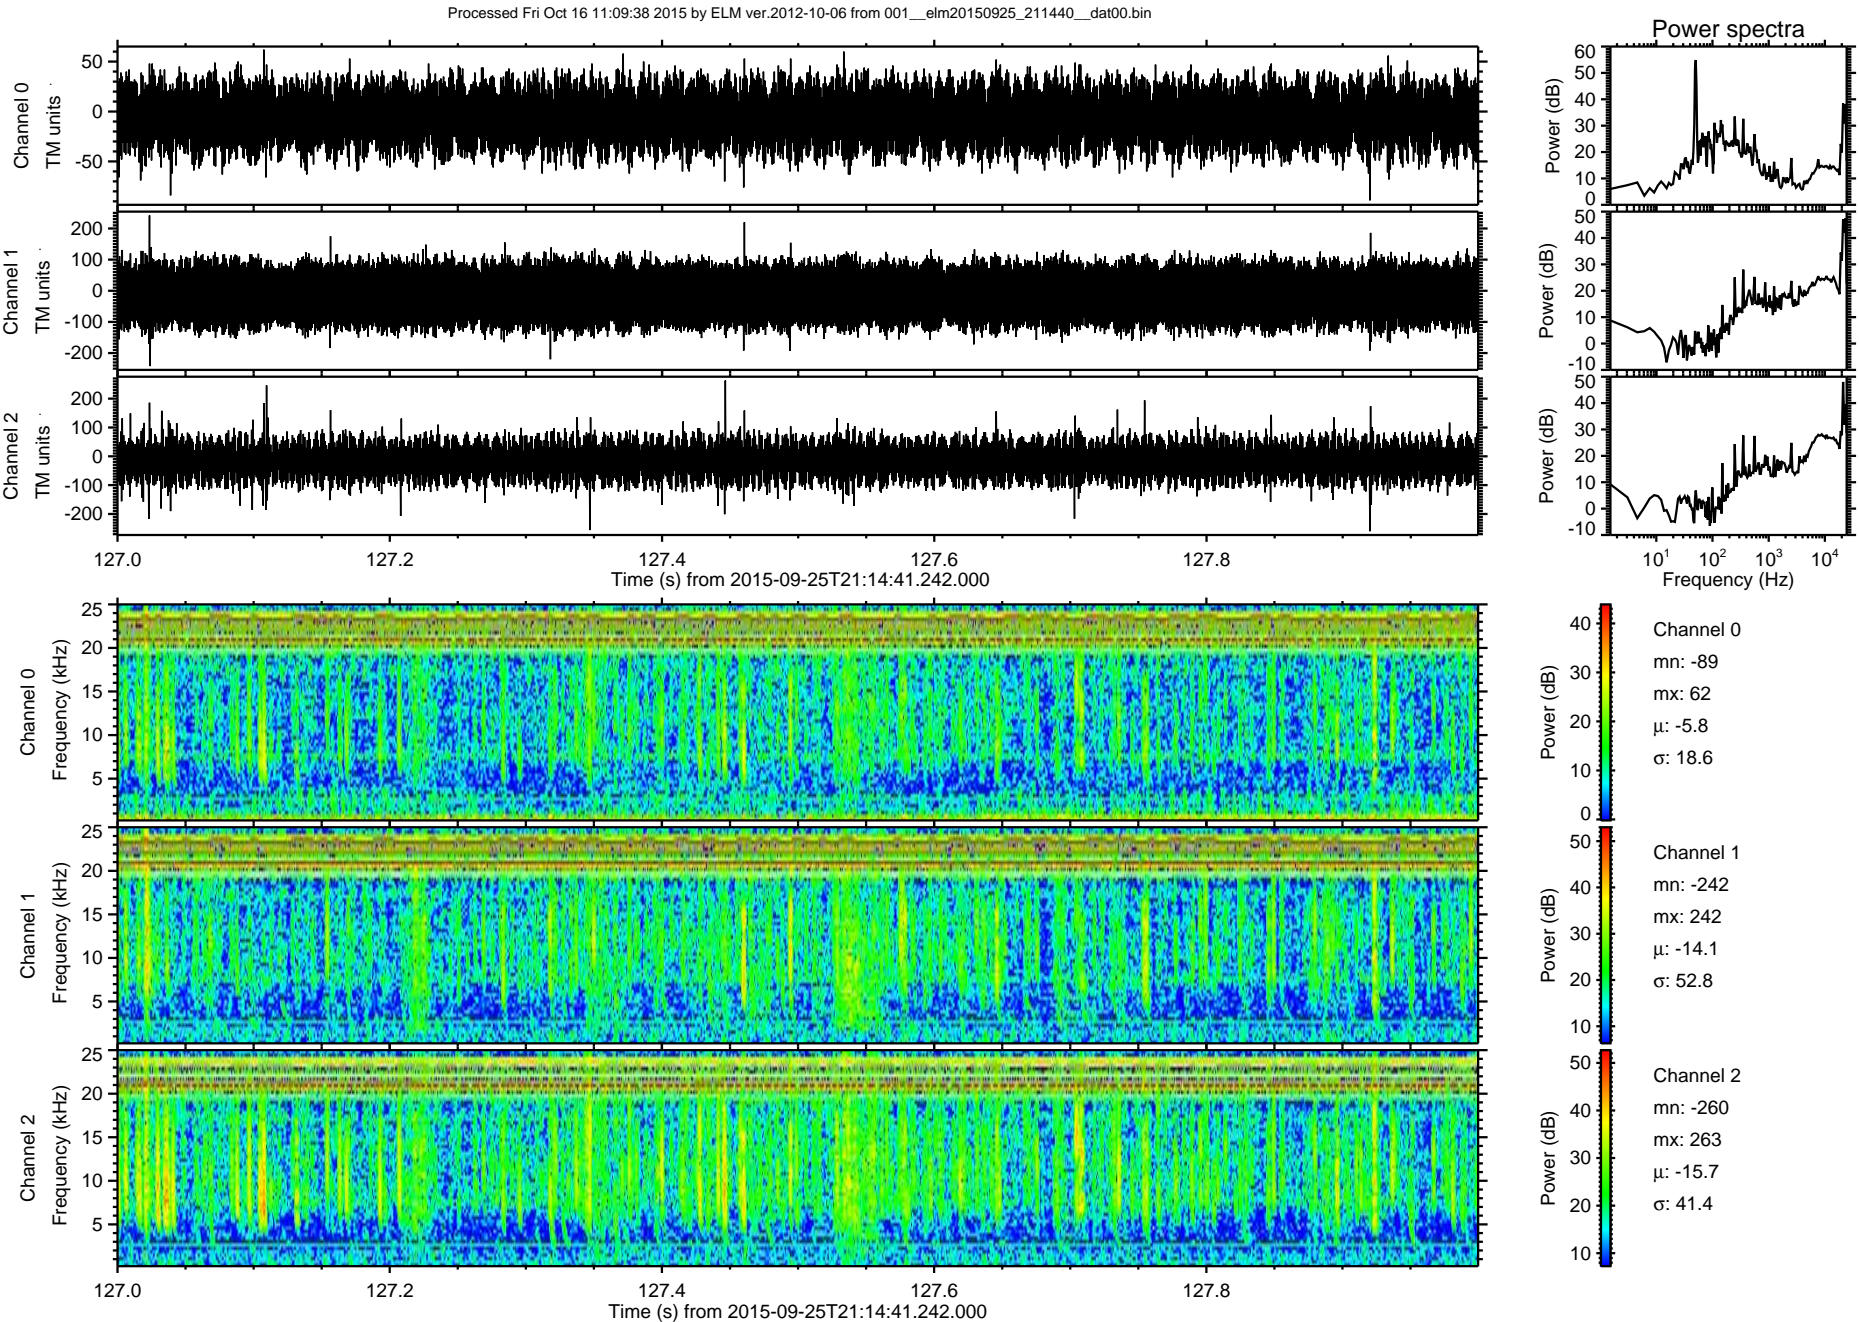 Processed Fri Oct 16 11:09:38 2015 by ELM ver.2012-10-06 from 001__elm20150925_211440__dat00.bin
Power spectra
Channel 0
TM units
50
0
-50
Power (dB)
60
50
40
30
20
10
0
Channel 1
TM units
200
100
0
-100
-200
Power (dB)
50
40
30
20
10
0
-10
Channel 2
TM units
200
100
0
-100
-200
Power (dB)
50
40
30
20
10
0
-10
127.0 127.2 127.4 127.6 127.8
Time (s) from 2015-09-25T21:14:41.242.000
10¹ 10² 10³ 10⁴
Frequency (Hz)
Channel 0
Frequency (kHz)
25
20
15
10
5
Power (dB)
40
30
20
10
0
Channel 0
mn: -89
mx: 62
μ: -5.8
σ: 18.6
Channel 1
Frequency (kHz)
25
20
15
10
5
Power (dB)
50
40
30
20
10
Channel 1
mn: -242
mx: 242
μ: -14.1
σ: 52.8
Channel 2
Frequency (kHz)
25
20
15
10
5
Power (dB)
50
40
30
20
10
Channel 2
mn: -260
mx: 263
μ: -15.7
σ: 41.4
127.0 127.2 127.4 127.6 127.8
Time (s) from 2015-09-25T21:14:41.242.000